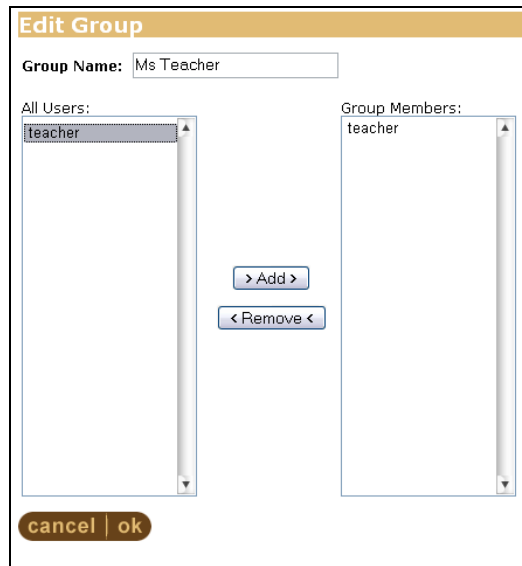 Edit Group
Group Name: Ms Teacher
All Users:
teacher
Group Members:
teacher
> Add >
< Remove <
cancel | ok